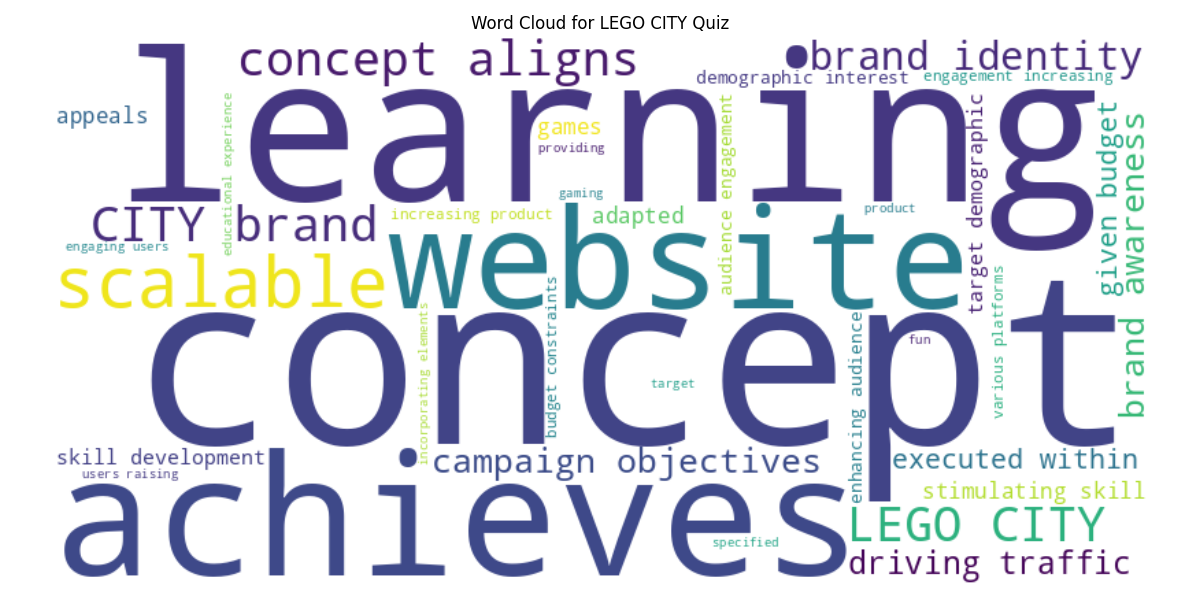 Word Cloud for LEGO CITY Quiz
learning
concept aligns
brand identity
demographic interest
engagement increasing
appeals
educational experience
games
providing
audience engagement
target demographic
given budget
brand awareness
gaming
CITY brand
increasing product
adapted
product
engaging users
website
scalable
concept
incorporating elements
budget constraints
various platforms
fun
target
enhancing audience
skill development
users raising
campaign objectives
executed within
achieves
stimulating skill
LEGO CITY
specified
driving traffic